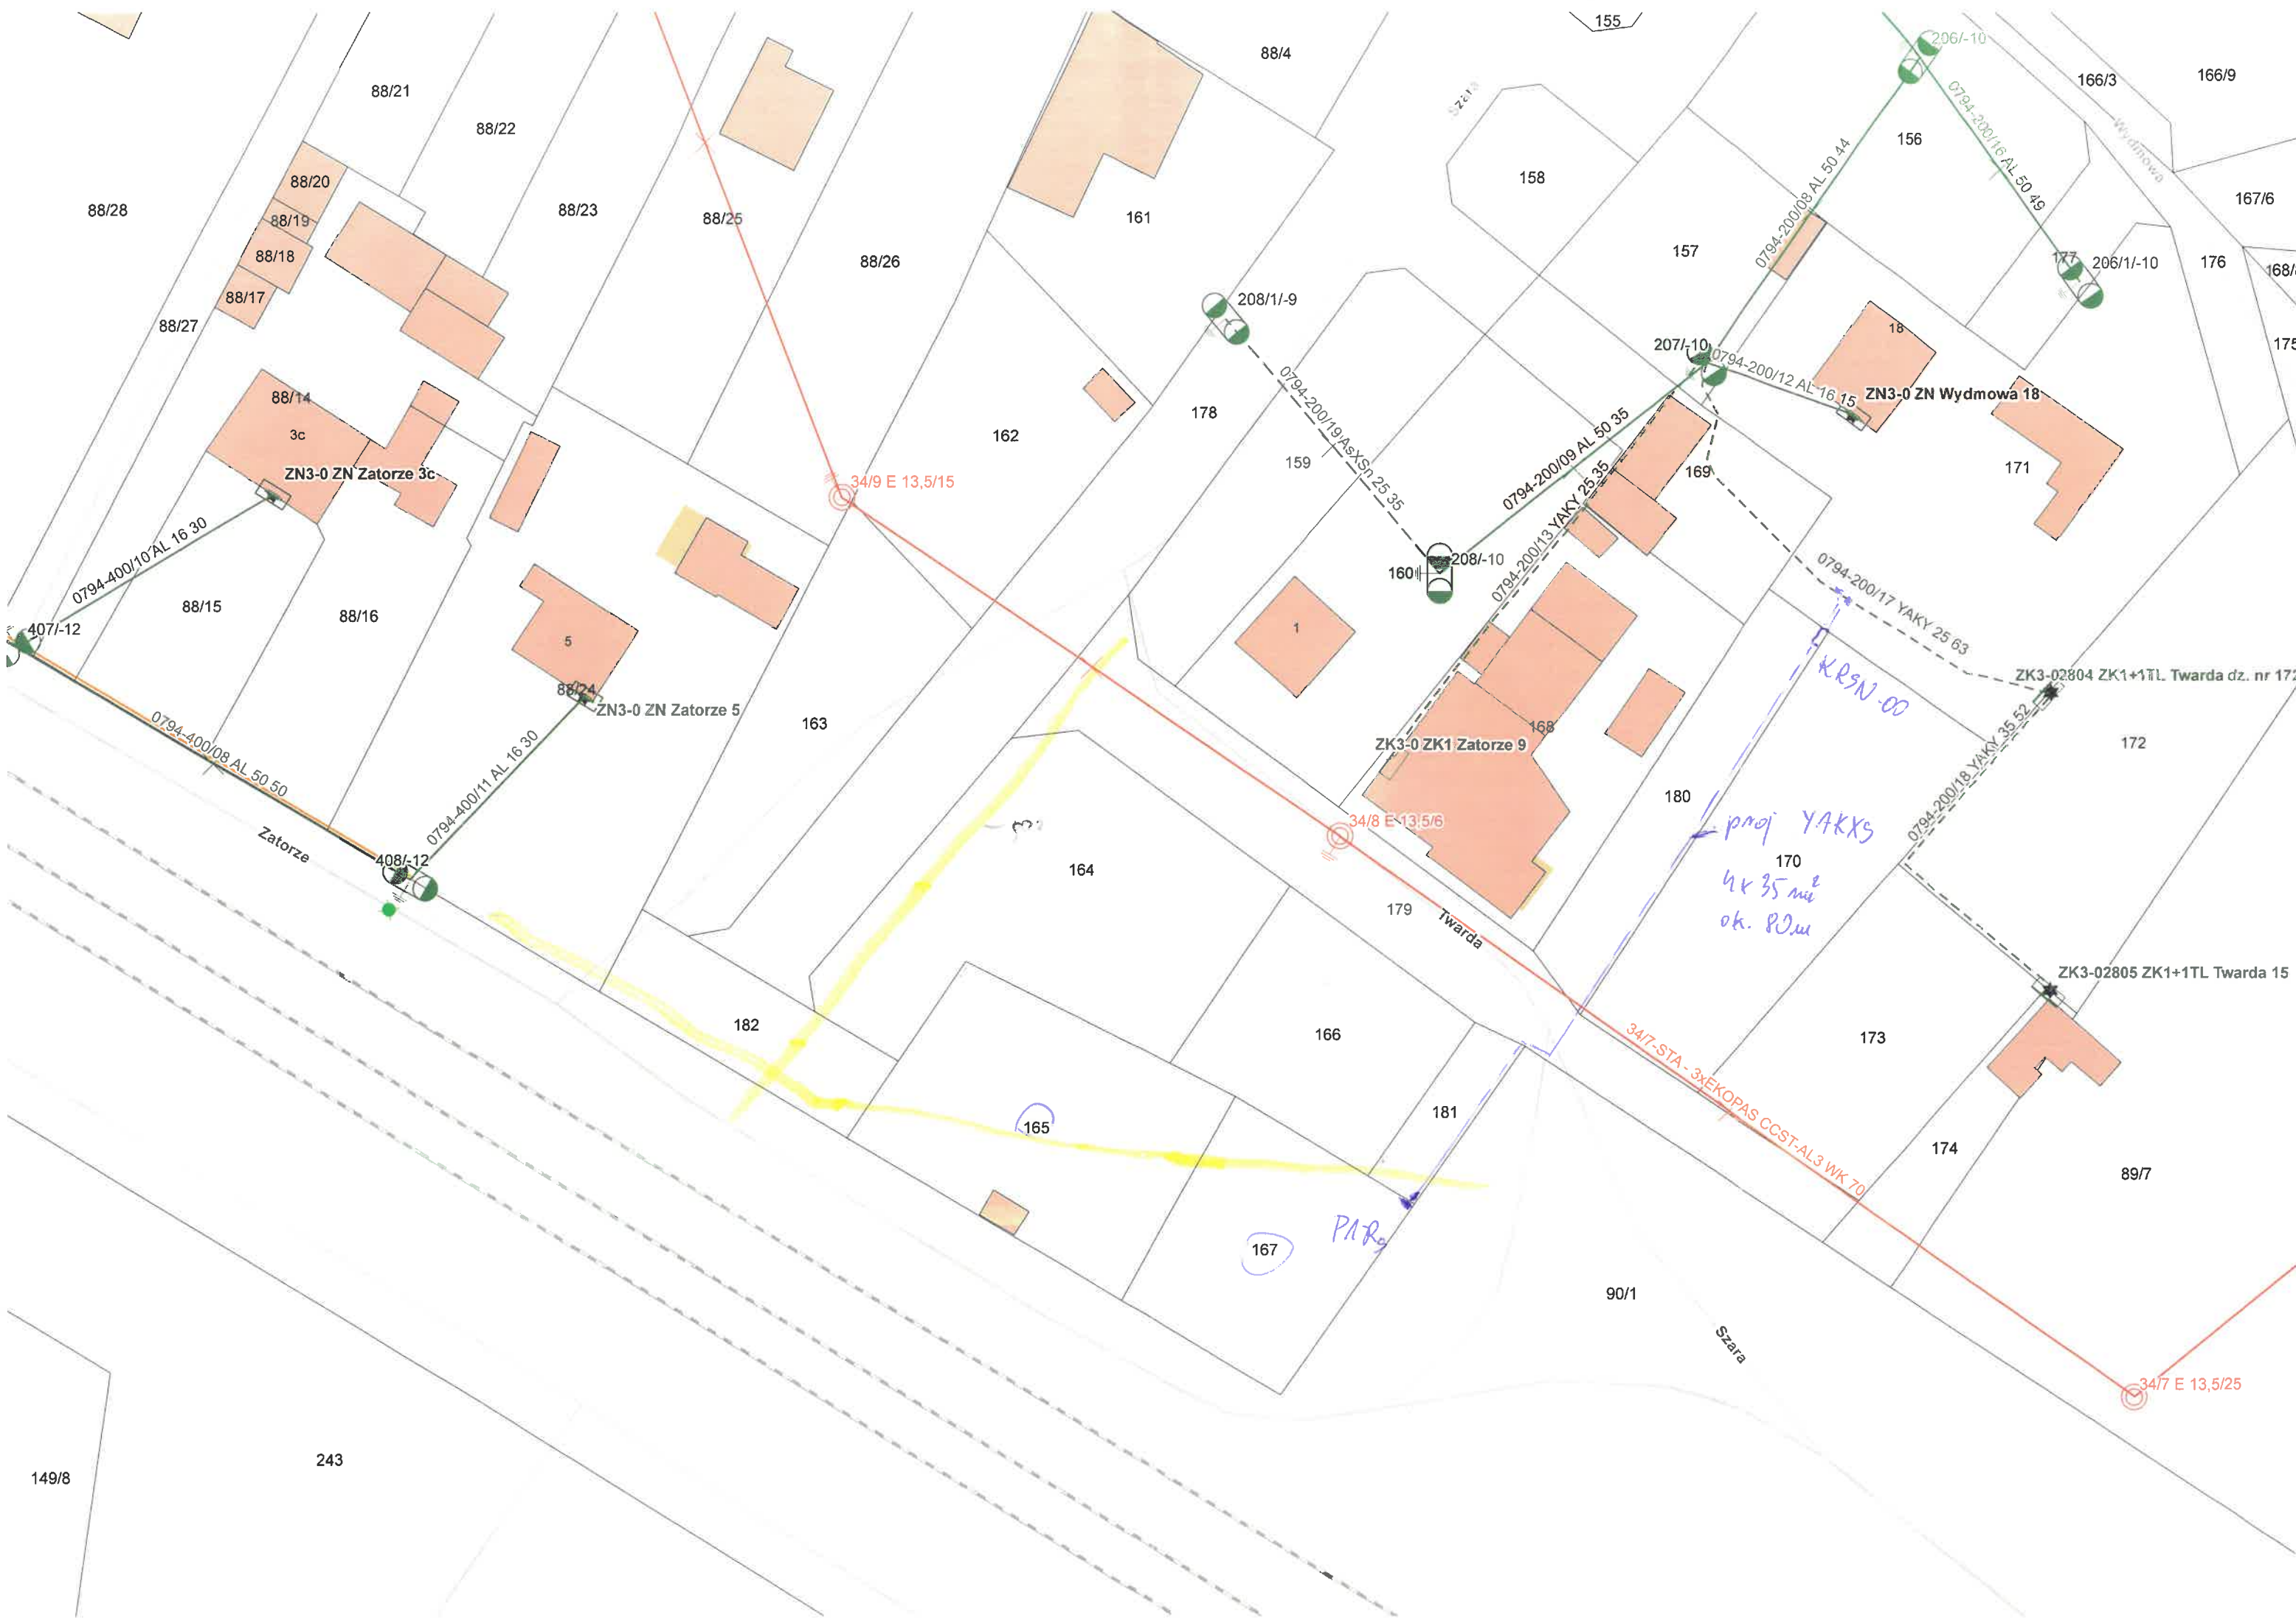 155
206/-10
88/4
166/3
166/9
88/21
Szara
0794-200/16 AL 50 49
88/22
156
Wydmowa
0794-200/08 AL 50 44
88/20
158
88/28
88/23
88/19
88/25
161
167/6
88/18
157
88/26
177
206/1/-10
176
168/
88/17
208/1/-9
88/27
18
207/-10
175
0794-200/12 AL 16 15
ZN3-0 ZN Wydmowa 18
88/14
0794-200/19 AsXSn 25 35
178
3c
162
0794-200/09 AL 50 35
159
ZN3-0 ZN Zatorze 3c
169
171
34/9 E 13,5/15
0794-200/13 YAKY 25 35
0794-400/10 AL 16 30
208/-10
160
0794-200/17 YAKY 25 63
88/15
88/16
407/-12
1
5
KRSN-00
ZK3-02804 ZK1+1TL Twarda dz. nr 172
88/24
ZN3-0 ZN Zatorze 5
163
168
ZK3-0 ZK1 Zatorze 9
172
0794-400/08 AL 50 50
0794-400/11 AL 16 30
0794-200/18 YAKY 35 52
180
34/8 E 13,5/6
proj YAKXS
Zatorze
408/-12
164
170
4x35 mm²
ok. 80m
179
Twarda
ZK3-02805 ZK1+1TL Twarda 15
182
166
173
34/7-STA - 3xEKOPAS CCST-AL3 WK 70
165
181
174
89/7
167
90/1
Szara
34/7 E 13,5/25
243
149/8